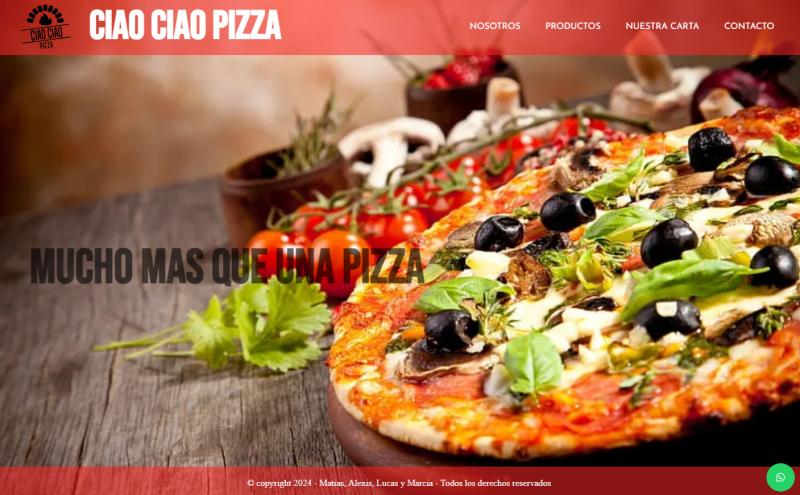 CIAO CIAO
PIZZA
CIAO CIAO PIZZA
NOSOTROS
PRODUCTOS
NUESTRA CARTA
CONTACTO
MUCHO MAS QUE UNA PIZZA
© copyright 2024 - Matias, Alexis, Lucas y Marcia - Todos los derechos reservados